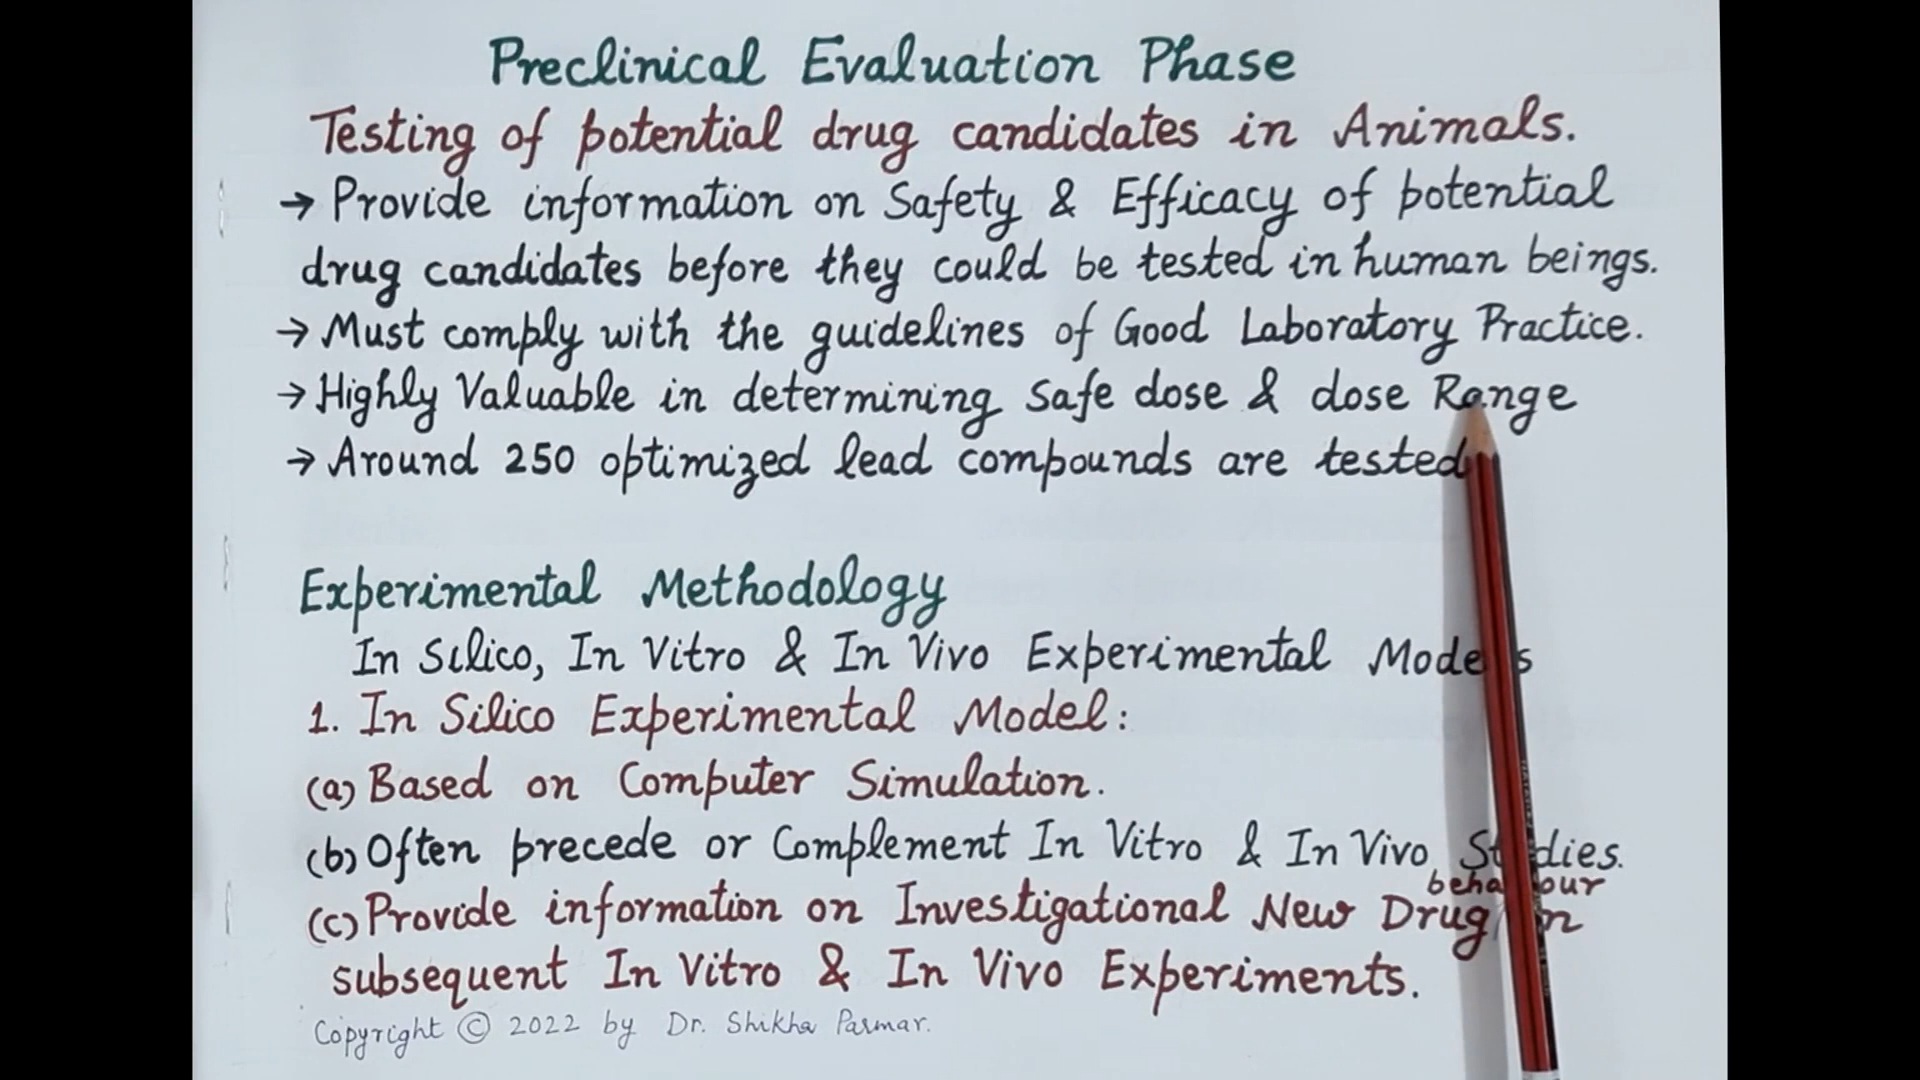 Preclinical Evaluation Phase
Testing of potential drug candidates in Animals.
→ Provide information on Safety & Efficacy of potential
drug candidates before they could be tested in human beings.
→ Must comply with the guidelines of Good Laboratory Practice.
→ Highly Valuable in determining Safe dose & dose Range
→ Around 250 optimized lead compounds are tested
Experimental Methodology
In Silico, In Vitro & In Vivo Experimental Models
1. In Silico Experimental Model:
(a) Based on Computer Simulation.
(b) Often precede or Complement In Vitro & In Vivo Studies.
behaviour
(c) Provide information on Investigational New Drug in
subsequent In Vitro & In Vivo Experiments.
Copyright © 2022 by Dr. Shikha Parmar.